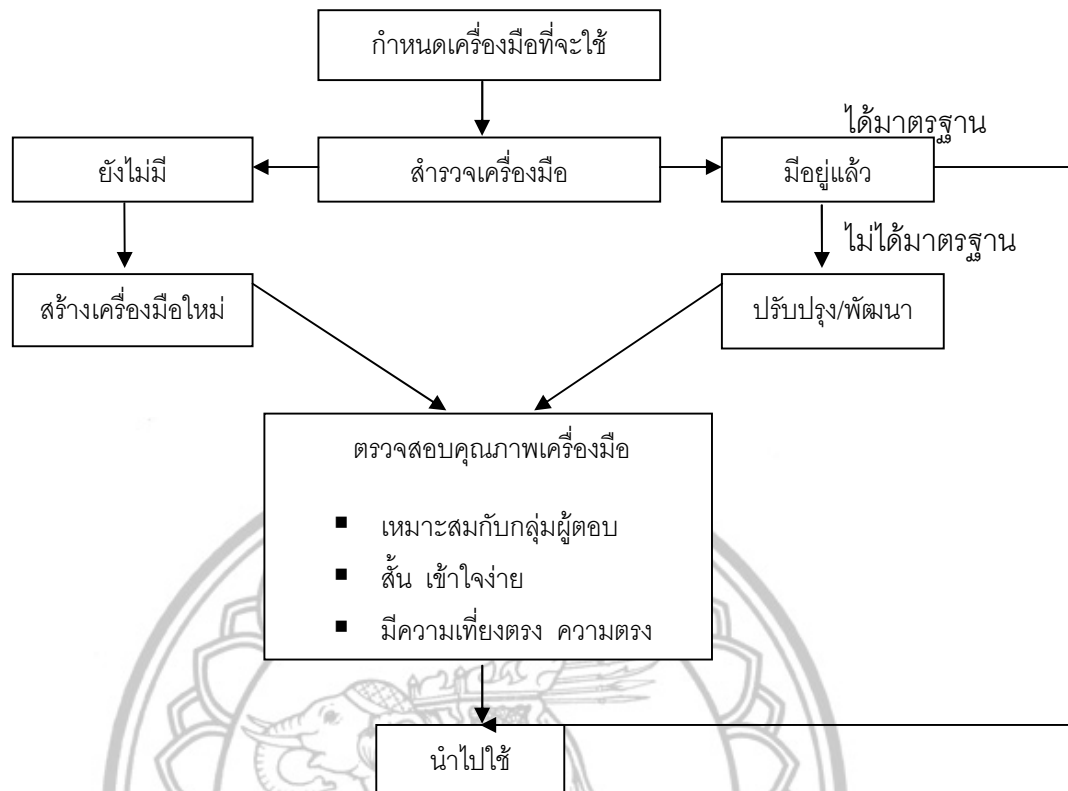 กำหนดเครื่องมือที่จะใช้
ได้มาตรฐาน
ยังไม่มี
สำรวจเครื่องมือ
มีอยู่แล้ว
ไม่ได้มาตรฐาน
สร้างเครื่องมือใหม่
ปรับปรุง/พัฒนา
ตรวจสอบคุณภาพเครื่องมือ
▪ เหมาะสมกับกลุ่มผู้ตอบ
▪ สั้น เข้าใจง่าย
▪ มีความเที่ยงตรง ความตรง
นำไปใช้